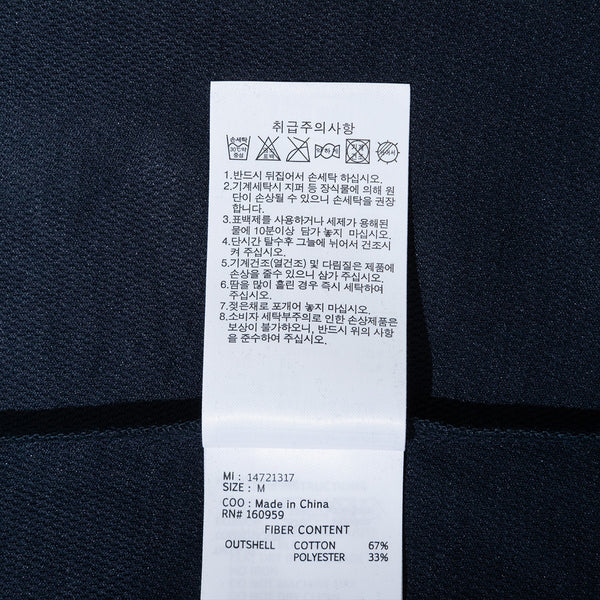 취급주의사항
손세탁
30℃약
중성
약하게
1.반드시 뒤집어서 손세탁 하십시오.
2.기계세탁시 지퍼 등 장식물에 의해 원
단이 손상될 수 있으니 손세탁을 권장
합니다.
3.표백제를 사용하거나 세제가 용해된
물에 10분이상 담가 놓지 마십시오.
4.단시간 탈수후 그늘에 뉘어서 건조시
켜 주십시오.
5.기계건조(열건조) 및 다림질은 제품에
손상을 줄수 있으니 삼가 주십시오.
6.땀을 많이 흘린 경우 즉시 세탁하여
주십시오.
7.젖은채로 포개어 놓지 마십시오.
8.소비자 세탁부주의로 인한 손상제품은
보상이 불가하오니, 반드시 위의 사항
을 준수하여 주십시오.
MI : 14721317
SIZE : M
COO : Made in China
RN# 160959
FIBER CONTENT
OUTSHELL COTTON 67%
POLYESTER 33%